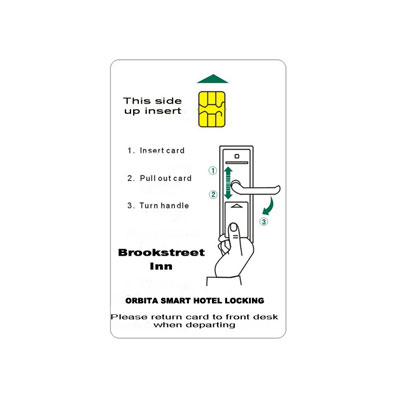 This side
up insert
1. Insert card
2. Pull out card
3. Turn handle
1
2
3
Brookstreet
Inn
ORBITA SMART HOTEL LOCKING
Please return card to front desk
when departing